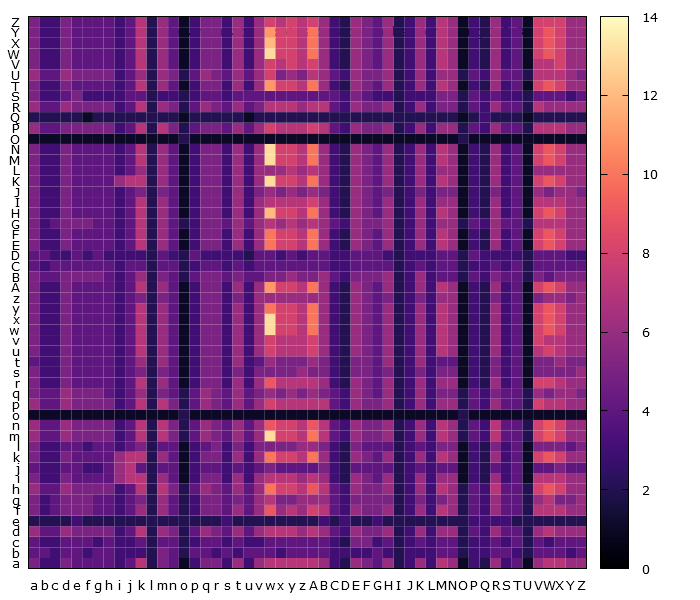 Z
Y
X
W
V
U
T
S
R
Q
P
O
N
M
L
K
J
I
H
G
F
E
D
C
B
A
z
y
x
w
v
u
t
s
r
q
p
o
n
m
l
k
j
i
h
g
f
e
d
c
b
a
a b c d e f g h i j k l m n o p q r s t u v w x y z A B C D E F G H I J K L M N O P Q R S T U V W X Y Z
14
12
10
8
6
4
2
0